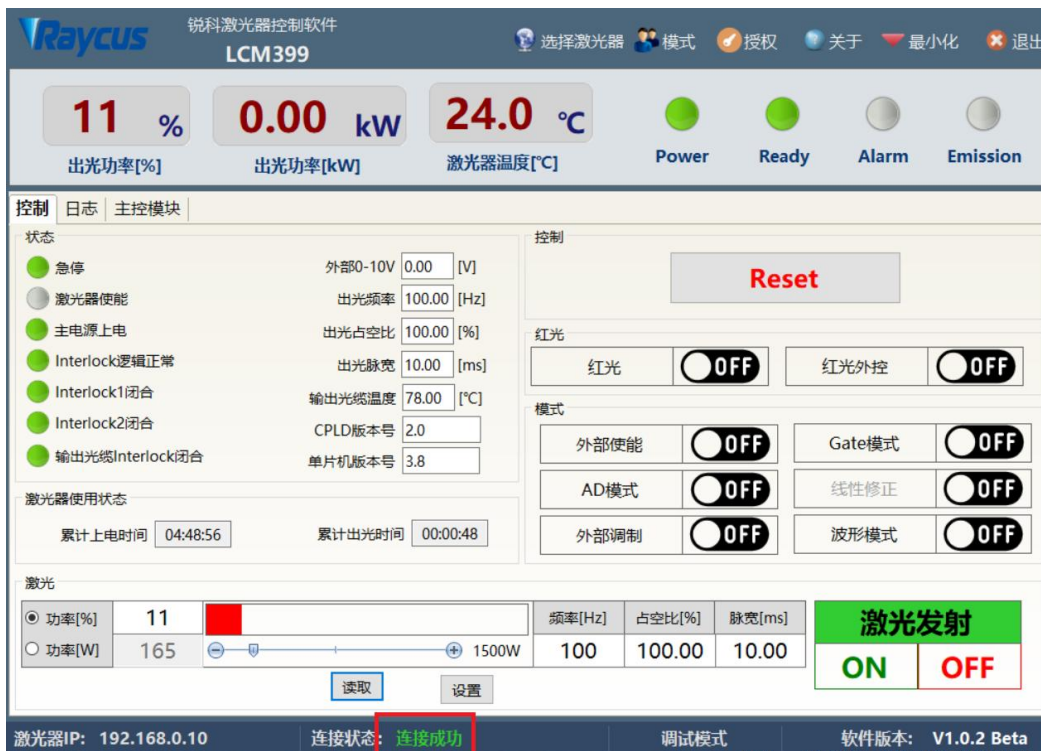 Raycus
锐科激光器控制软件
LCM399
选择激光器 模式 授权 关于 最小化 退出
11 % 0.00 kW 24.0 ℃
出光功率[%] 出光功率[kW] 激光器温度[℃] Power Ready Alarm Emission
控制 日志 主控模块
状态
急停 外部0-10V 0.00 [V]
激光器使能 出光频率 100.00 [Hz]
主电源上电 出光占空比 100.00 [%]
Interlock逻辑正常 出光脉宽 10.00 [ms]
Interlock1闭合 输出光缆温度 78.00 [℃]
Interlock2闭合 CPLD版本号 2.0
输出光缆Interlock闭合 单片机版本号 3.8
激光器使用状态
累计上电时间 04:48:56 累计出光时间 00:00:48
控制
Reset
红光
红光 OFF 红光外控 OFF
模式
外部使能 OFF Gate模式 OFF
AD模式 OFF 线性修正 OFF
外部调制 OFF 波形模式 OFF
激光
功率[%] 11 频率[Hz] 占空比[%] 脉宽[ms] 激光发射
功率[W] 165 1500W 100 100.00 10.00 ON OFF
读取 设置
激光器IP: 192.168.0.10 连接状态: 连接成功 调试模式 软件版本: V1.0.2 Beta